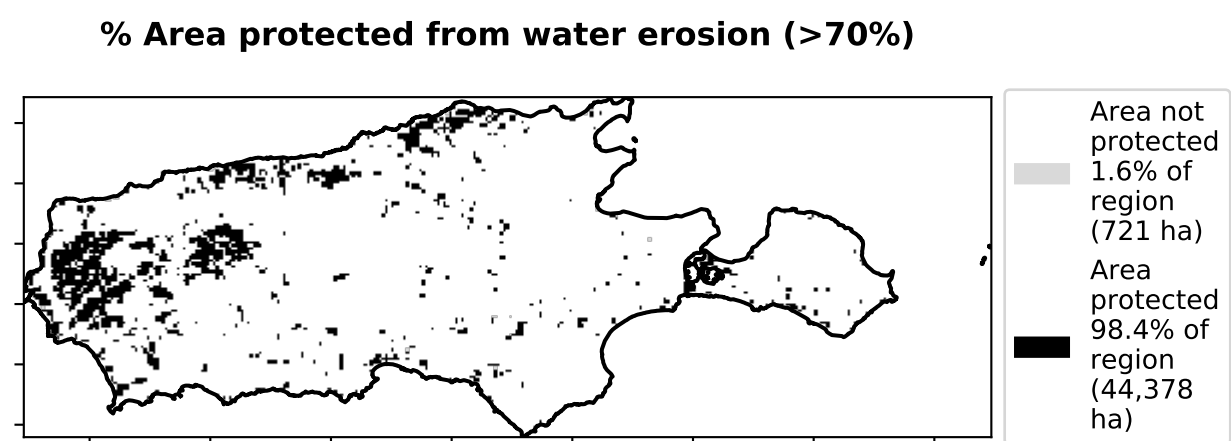 % Area protected from water erosion (>70%)
Area not
protected
1.6% of
region
(721 ha)
Area
protected
98.4% of
region
(44,378
ha)